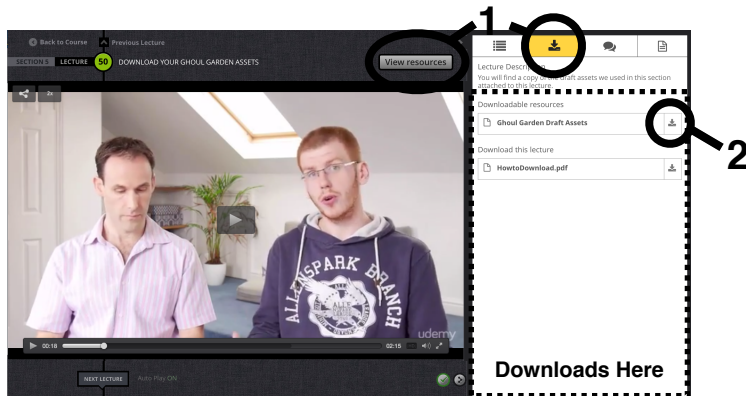 1
Back to Course
Previous Lecture
SECTION 5 LECTURE 50 DOWNLOAD YOUR GHOUL GARDEN ASSETS
View resources
2x
Lecture Description
You will find a copy of the draft assets we used in this section
attached to this lecture.
Downloadable resources
Ghoul Garden Draft Assets
2
Download this lecture
HowtoDownload.pdf
ALLENSPARK BRANCH
udemy
00:16
02:15
NEXT LECTURE
Auto Play ON
Downloads Here